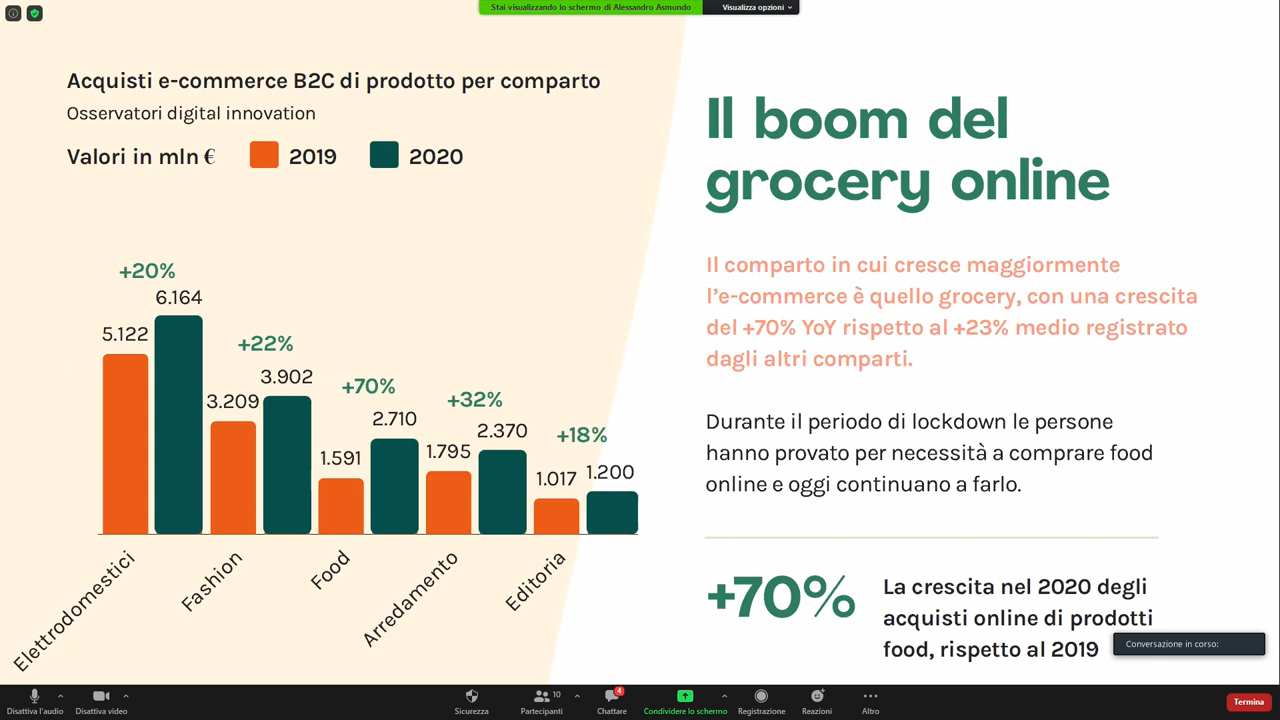 Stai visualizzando lo schermo di Alessandro Asmundo
Visualizza opzioni
Acquisti e-commerce B2C di prodotto per comparto
Osservatori digital innovation
Valori in mln €
2019
2020
+20%
6.164
5.122
+22%
3.902
3.209
+70%
2.710
1.591
+32%
2.370
1.795
+18%
1.200
1.017
Elettrodomestici
Fashion
Food
Arredamento
Editoria
Il boom del
grocery online
Il comparto in cui cresce maggiormente
l’e-commerce è quello grocery, con una crescita
del +70% YoY rispetto al +23% medio registrato
dagli altri comparti.
Durante il periodo di lockdown le persone
hanno provato per necessità a comprare food
online e oggi continuano a farlo.
+70%
La crescita nel 2020 degli
acquisti online di prodotti
food, rispetto al 2019
Conversazione in corso:
Disattiva l'audio
Disattiva video
Sicurezza
10
Partecipanti
4
Chattare
Condividere lo schermo
Registrazione
Reazioni
Altro
Termina